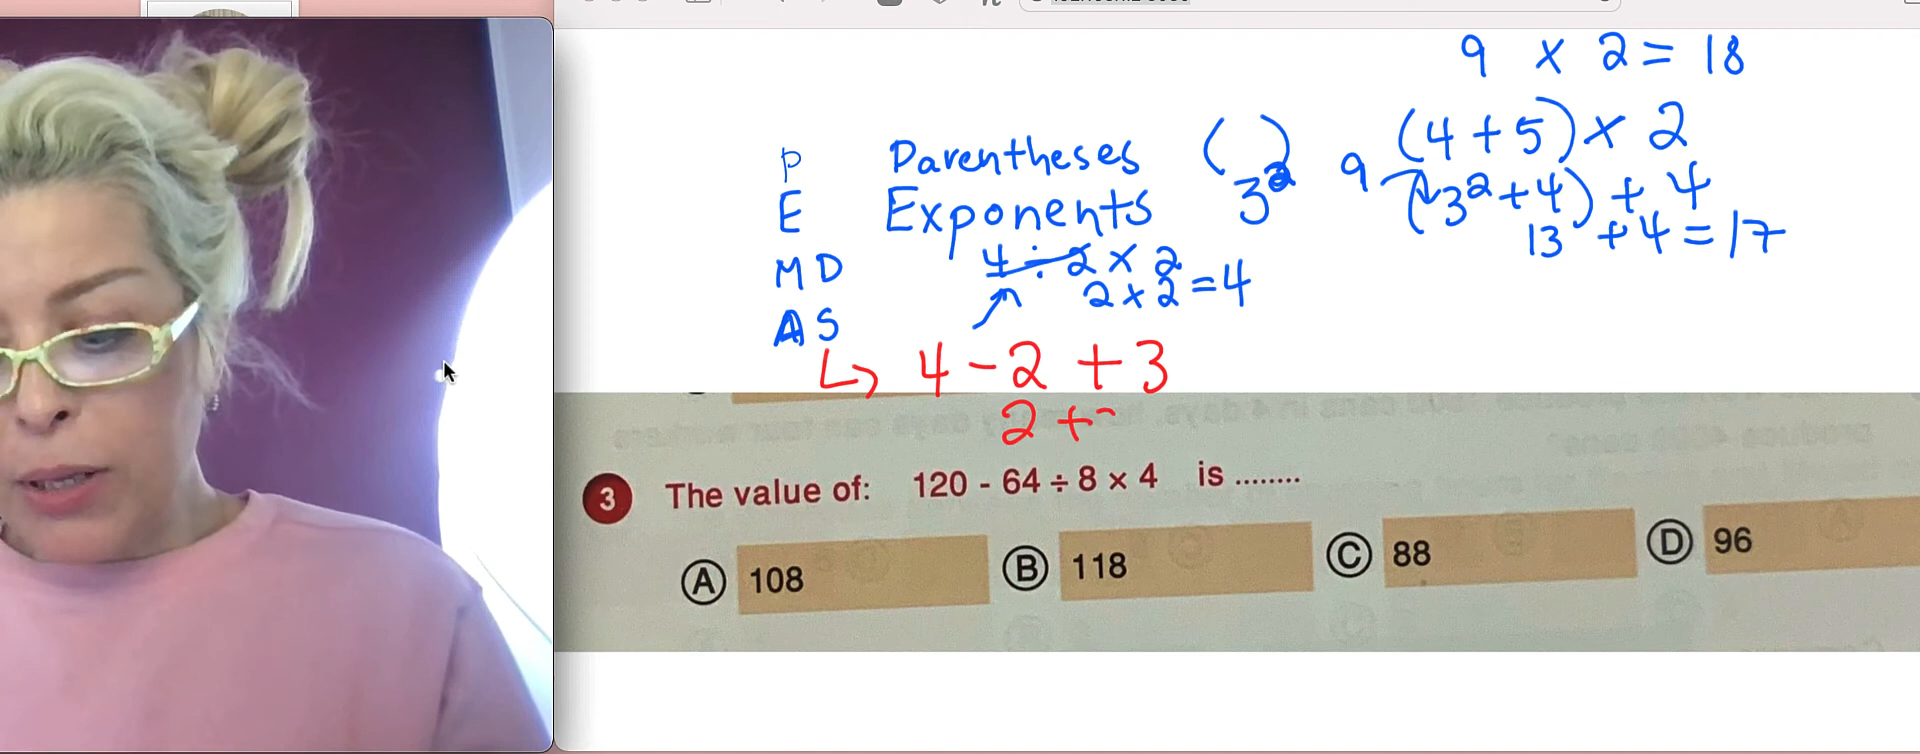 9 × 2 = 18
P Parentheses ( ) (4 + 5) × 2
E Exponents 3² 9 (3² + 4) + 4
13 + 4 = 17
M D 4 ÷ 2 × 2
2 × 2 = 4
A S
4 - 2 + 3
2 +
3 The value of: 120 - 64 ÷ 8 × 4 is ........
A 108 B 118 C 88 D 96